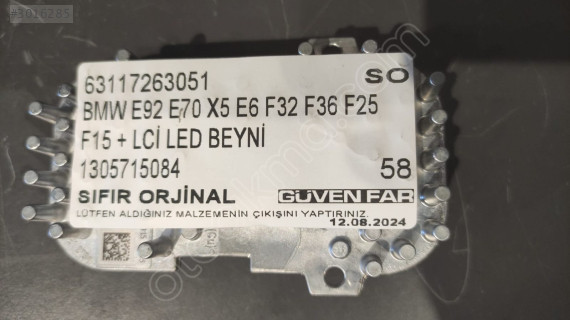 #3016285
63117263051 SO
BMW E92 E70 X5 E6 F32 F36 F25
F15 + LCİ LED BEYNİ
1305715084 58
SIFIR ORJİNAL GÜVEN FAR
LÜTFEN ALDIĞINIZ MALZEMENİN ÇIKIŞINI YAPTIRINIZ.
12.08.2024